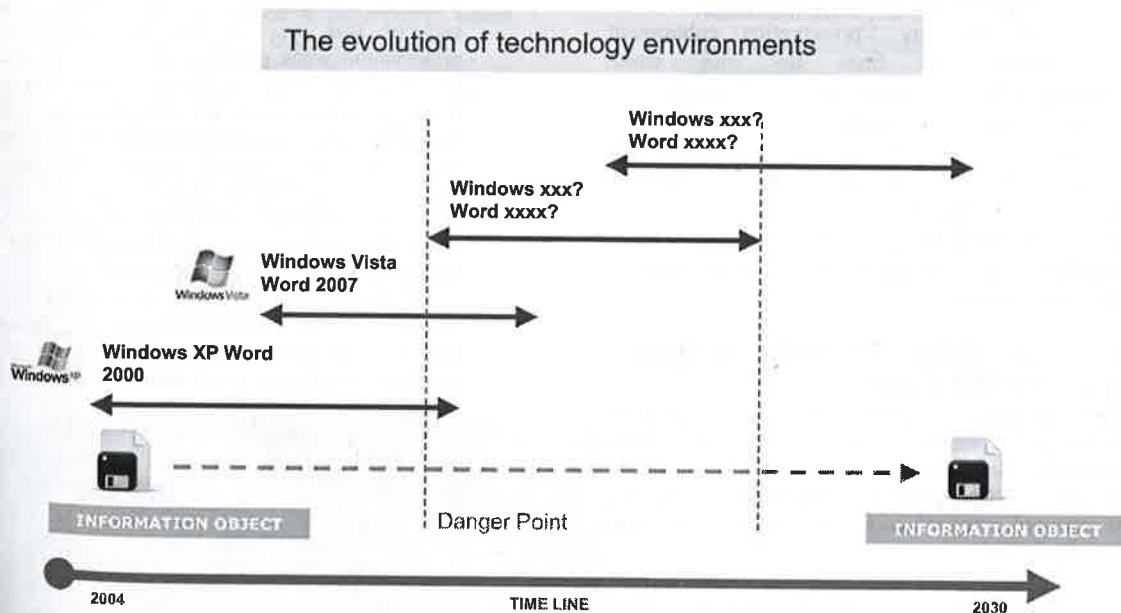 The evolution of technology environments
Windows xxx?
Word xxxx?
Windows xxx?
Word xxxx?
Windows Vista
Windows Vista
Word 2007
Windows xp
Windows XP Word
2000
INFORMATION OBJECT
Danger Point
INFORMATION OBJECT
2004
TIME LINE
2030